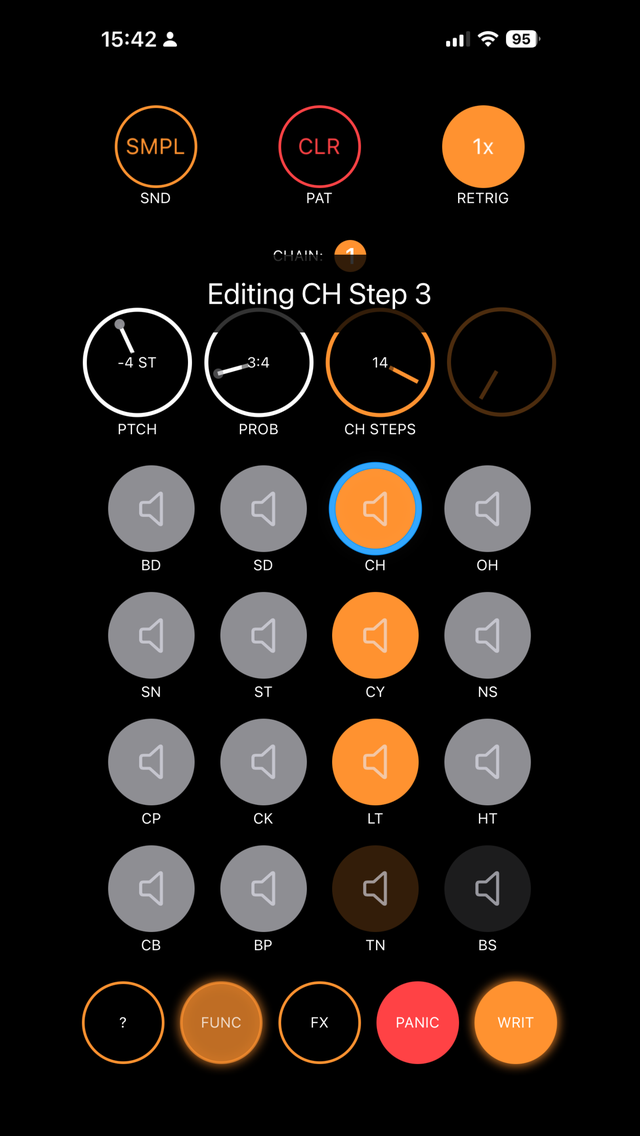 15:42 95
SMPL CLR 1x
SND PAT RETRIG
CHAIN: 1
Editing CH Step 3
-4 ST 3:4 14
PTCH PROB CH STEPS
BD SD CH OH
SN ST CY NS
CP CK LT HT
CB BP TN BS
? FUNC FX PANIC WRIT